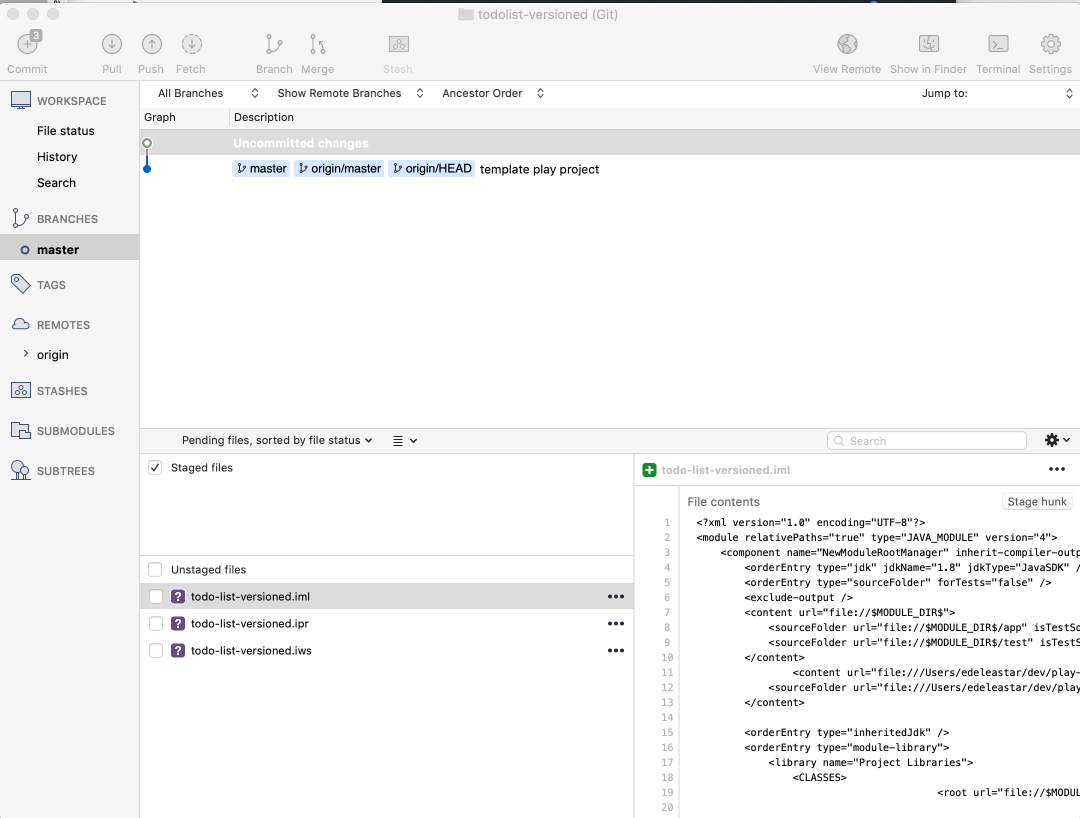 todolist-versioned (Git)
3
Commit Pull Push Fetch Branch Merge Stash View Remote Show in Finder Terminal Settings
WORKSPACE
File status
History
Search
BRANCHES
master
TAGS
REMOTES
origin
STASHES
SUBMODULES
SUBTREES
All Branches Show Remote Branches Ancestor Order Jump to:
Graph Description
Uncommitted changes
master origin/master origin/HEAD template play project
Pending files, sorted by file status Search
Staged files
Unstaged files
? todo-list-versioned.iml
? todo-list-versioned.ipr
? todo-list-versioned.iws
todo-list-versioned.iml
File contents Stage hunk
1 <?xml version="1.0" encoding="UTF-8"?>
2 <module relativePaths="true" type="JAVA_MODULE" version="4">
3 <component name="NewModuleRootManager" inherit-compiler-outp
4 <orderEntry type="jdk" jdkName="1.8" jdkType="JavaSDK" /
5 <orderEntry type="sourceFolder" forTests="false" />
6 <exclude-output />
7 <content url="file://$MODULE_DIR$">
8 <sourceFolder url="file://$MODULE_DIR$/app" isTestSo
9 <sourceFolder url="file://$MODULE_DIR$/test" isTestS
10 </content>
11 <content url="file:///Users/edeleastar/dev/play-
12 <sourceFolder url="file:///Users/edeleastar/dev/play
13 </content>
14
15 <orderEntry type="inheritedJdk" />
16 <orderEntry type="module-library">
17 <library name="Project Libraries">
18 <CLASSES>
19 <root url="file://$MODUL
20